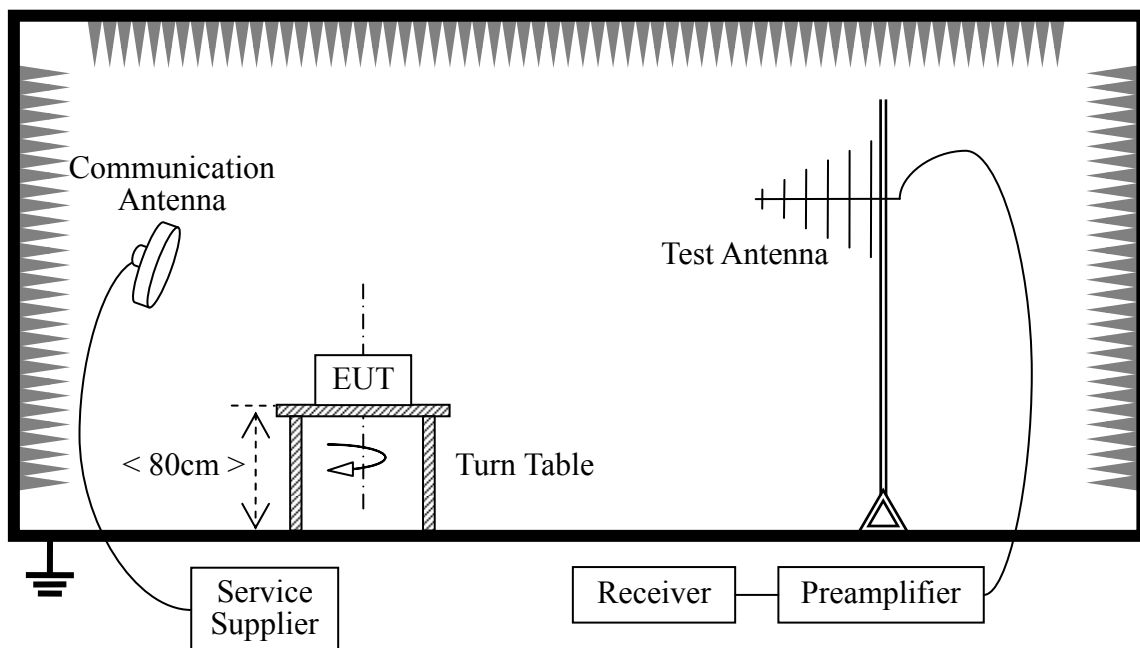 Communication
Antenna
Test Antenna
EUT
< 80cm >
Turn Table
Service
Supplier
Receiver
Preamplifier